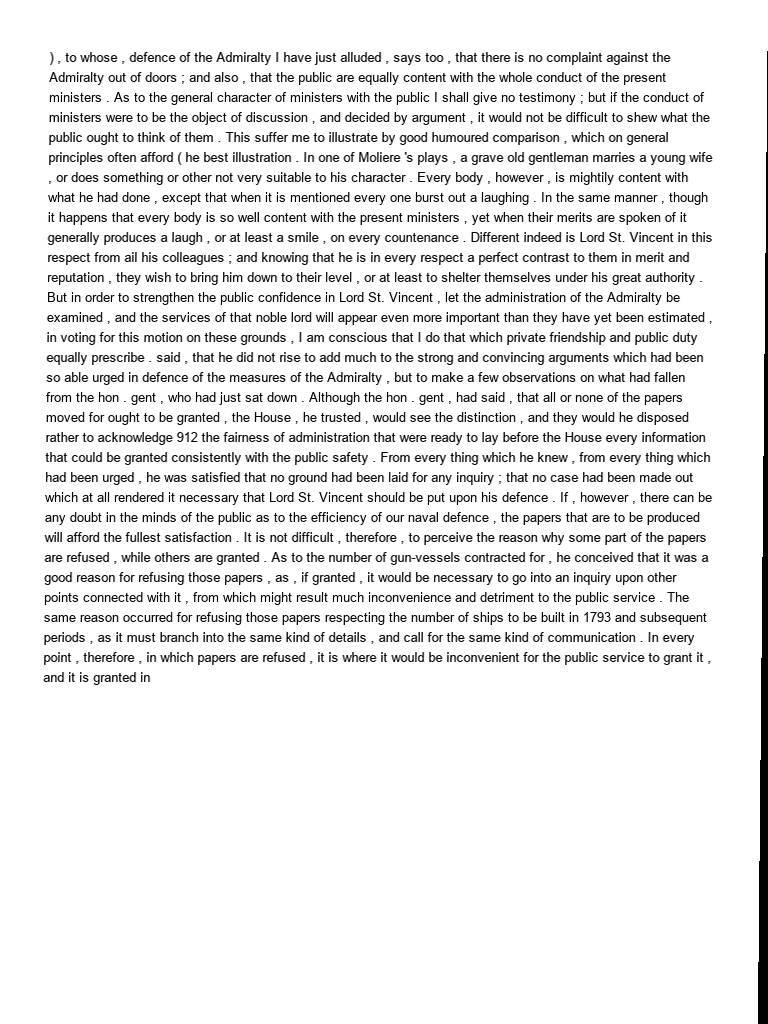 ) , to whose , defence of the Admiralty I have just alluded , says too , that there is no complaint against the
Admiralty out of doors ; and also , that the public are equally content with the whole conduct of the present
ministers . As to the general character of ministers with the public I shall give no testimony ; but if the conduct of
ministers were to be the object of discussion , and decided by argument , it would not be difficult to shew what the
public ought to think of them . This suffer me to illustrate by good humoured comparison , which on general
principles often afford ( he best illustration . In one of Moliere 's plays , a grave old gentleman marries a young wife
, or does something or other not very suitable to his character . Every body , however , is mightily content with
what he had done , except that when it is mentioned every one burst out a laughing . In the same manner , though
it happens that every body is so well content with the present ministers , yet when their merits are spoken of it
generally produces a laugh , or at least a smile , on every countenance . Different indeed is Lord St. Vincent in this
respect from ail his colleagues ; and knowing that he is in every respect a perfect contrast to them in merit and
reputation , they wish to bring him down to their level , or at least to shelter themselves under his great authority .
But in order to strengthen the public confidence in Lord St. Vincent , let the administration of the Admiralty be
examined , and the services of that noble lord will appear even more important than they have yet been estimated ,
in voting for this motion on these grounds , I am conscious that I do that which private friendship and public duty
equally prescribe . said , that he did not rise to add much to the strong and convincing arguments which had been
so able urged in defence of the measures of the Admiralty , but to make a few observations on what had fallen
from the hon . gent , who had just sat down . Although the hon . gent , had said , that all or none of the papers
moved for ought to be granted , the House , he trusted , would see the distinction , and they would he disposed
rather to acknowledge 912 the fairness of administration that were ready to lay before the House every information
that could be granted consistently with the public safety . From every thing which he knew , from every thing which
had been urged , he was satisfied that no ground had been laid for any inquiry ; that no case had been made out
which at all rendered it necessary that Lord St. Vincent should be put upon his defence . If , however , there can be
any doubt in the minds of the public as to the efficiency of our naval defence , the papers that are to be produced
will afford the fullest satisfaction . It is not difficult , therefore , to perceive the reason why some part of the papers
are refused , while others are granted . As to the number of gun-vessels contracted for , he conceived that it was a
good reason for refusing those papers , as , if granted , it would be necessary to go into an inquiry upon other
points connected with it , from which might result much inconvenience and detriment to the public service . The
same reason occurred for refusing those papers respecting the number of ships to be built in 1793 and subsequent
periods , as it must branch into the same kind of details , and call for the same kind of communication . In every
point , therefore , in which papers are refused , it is where it would be inconvenient for the public service to grant it ,
and it is granted in